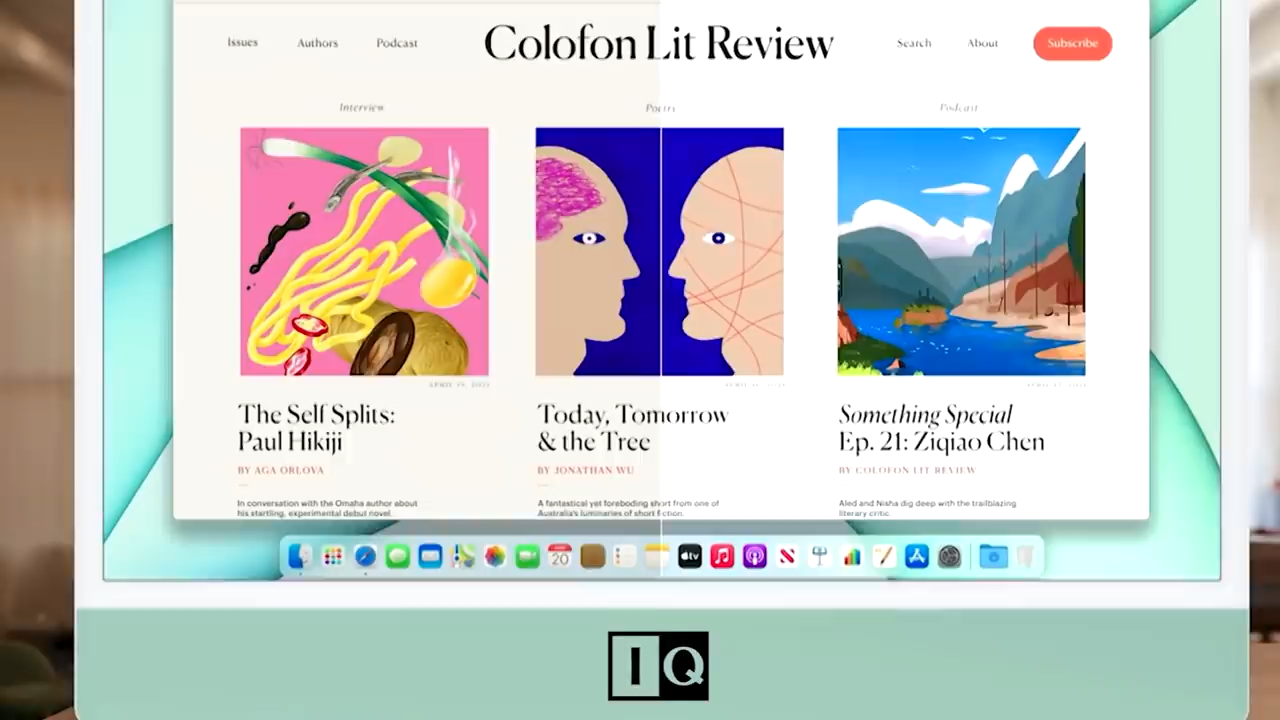 Issues Authors Podcast Colofon Lit Review Search About Subscribe
Interview Poetry Podcast
The Self Splits:
Paul Hikiji
BY AGA ORLOVA
In conversation with the Omaha author about
his startling, experimental debut novel.
Today, Tomorrow
& the Tree
BY JONATHAN WU
A fantastical yet foreboding short from one of
Australia's luminaries of short fiction.
Something Special
Ep. 21: Ziqiao Chen
BY COLOFON LIT REVIEW
Aled and Nisha dig deep with the trailblazing
literary critic.
20
tv
IQ